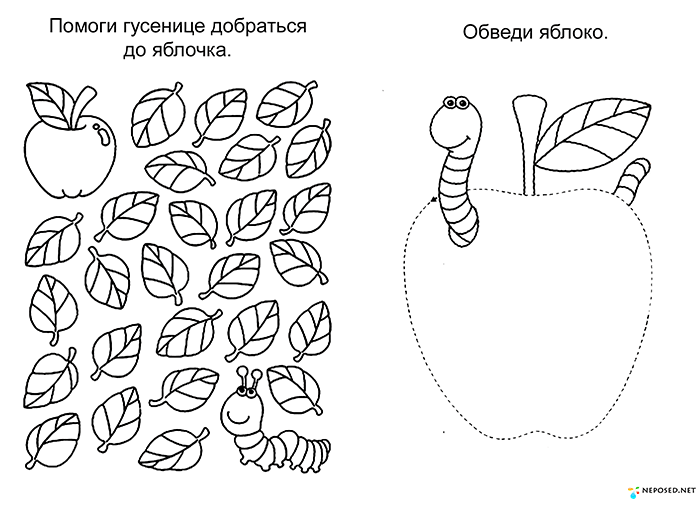 Помоги гусенице добраться
до яблочка.
Обведи яблоко.
NEPOSED.NET